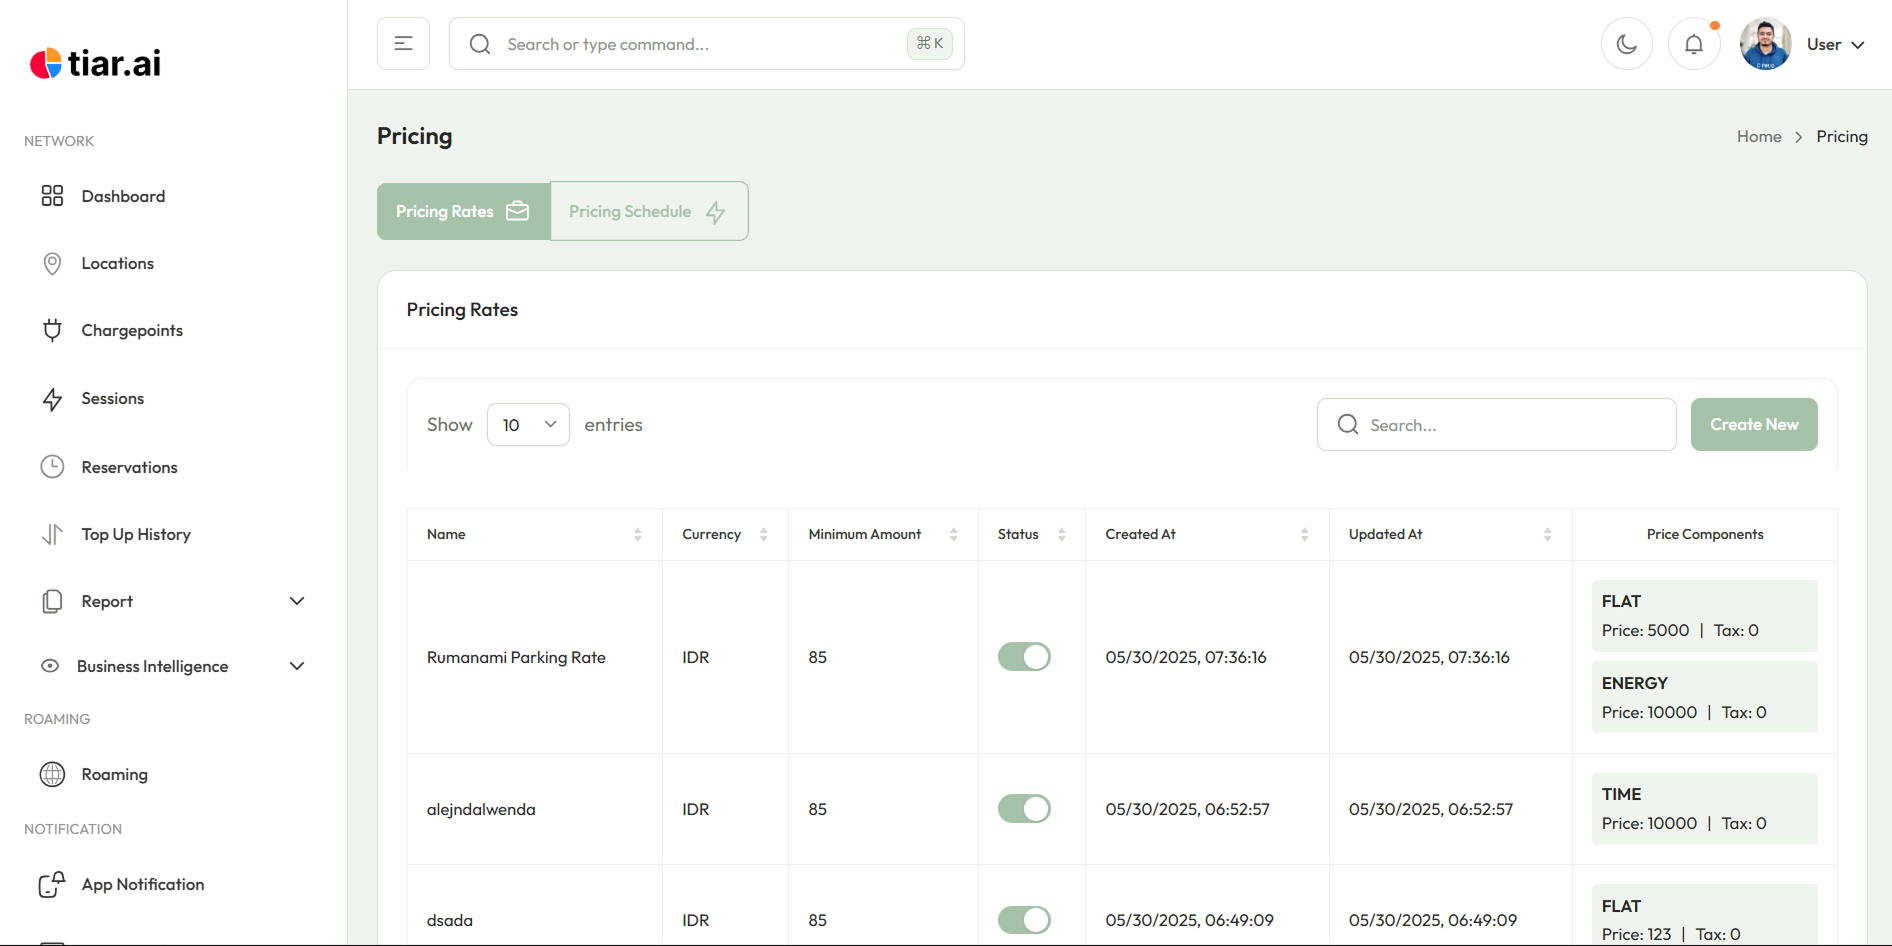 tiar.ai
Search or type command...
⌘ K
User
NETWORK
Dashboard
Locations
Chargepoints
Sessions
Reservations
Top Up History
Report
Business Intelligence
ROAMING
Roaming
NOTIFICATION
App Notification
Pricing
Home > Pricing
Pricing Rates
Pricing Schedule
Pricing Rates
Show 10 entries
Search...
Create New
Name Currency Minimum Amount Status Created At Updated At Price Components
Rumanami Parking Rate IDR 85 05/30/2025, 07:36:16 05/30/2025, 07:36:16
FLAT
Price: 5000 | Tax: 0
ENERGY
Price: 10000 | Tax: 0
alejndalwenda IDR 85 05/30/2025, 06:52:57 05/30/2025, 06:52:57
TIME
Price: 10000 | Tax: 0
dsada IDR 85 05/30/2025, 06:49:09 05/30/2025, 06:49:09
FLAT
Price: 123 | Tax: 0